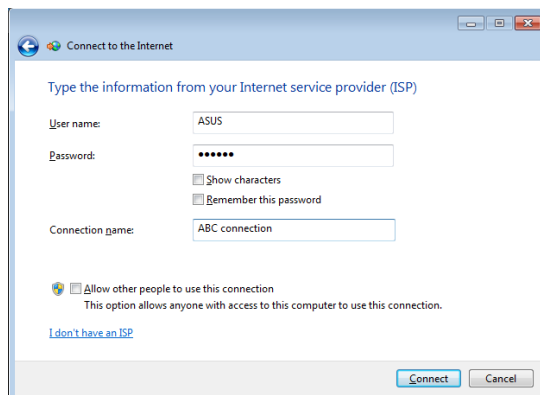 Connect to the Internet
Type the information from your Internet service provider (ISP)
User name: ASUS
Password: ••••••
Show characters
Remember this password
Connection name: ABC connection
Allow other people to use this connection
This option allows anyone with access to this computer to use this connection.
I don't have an ISP
Connect Cancel